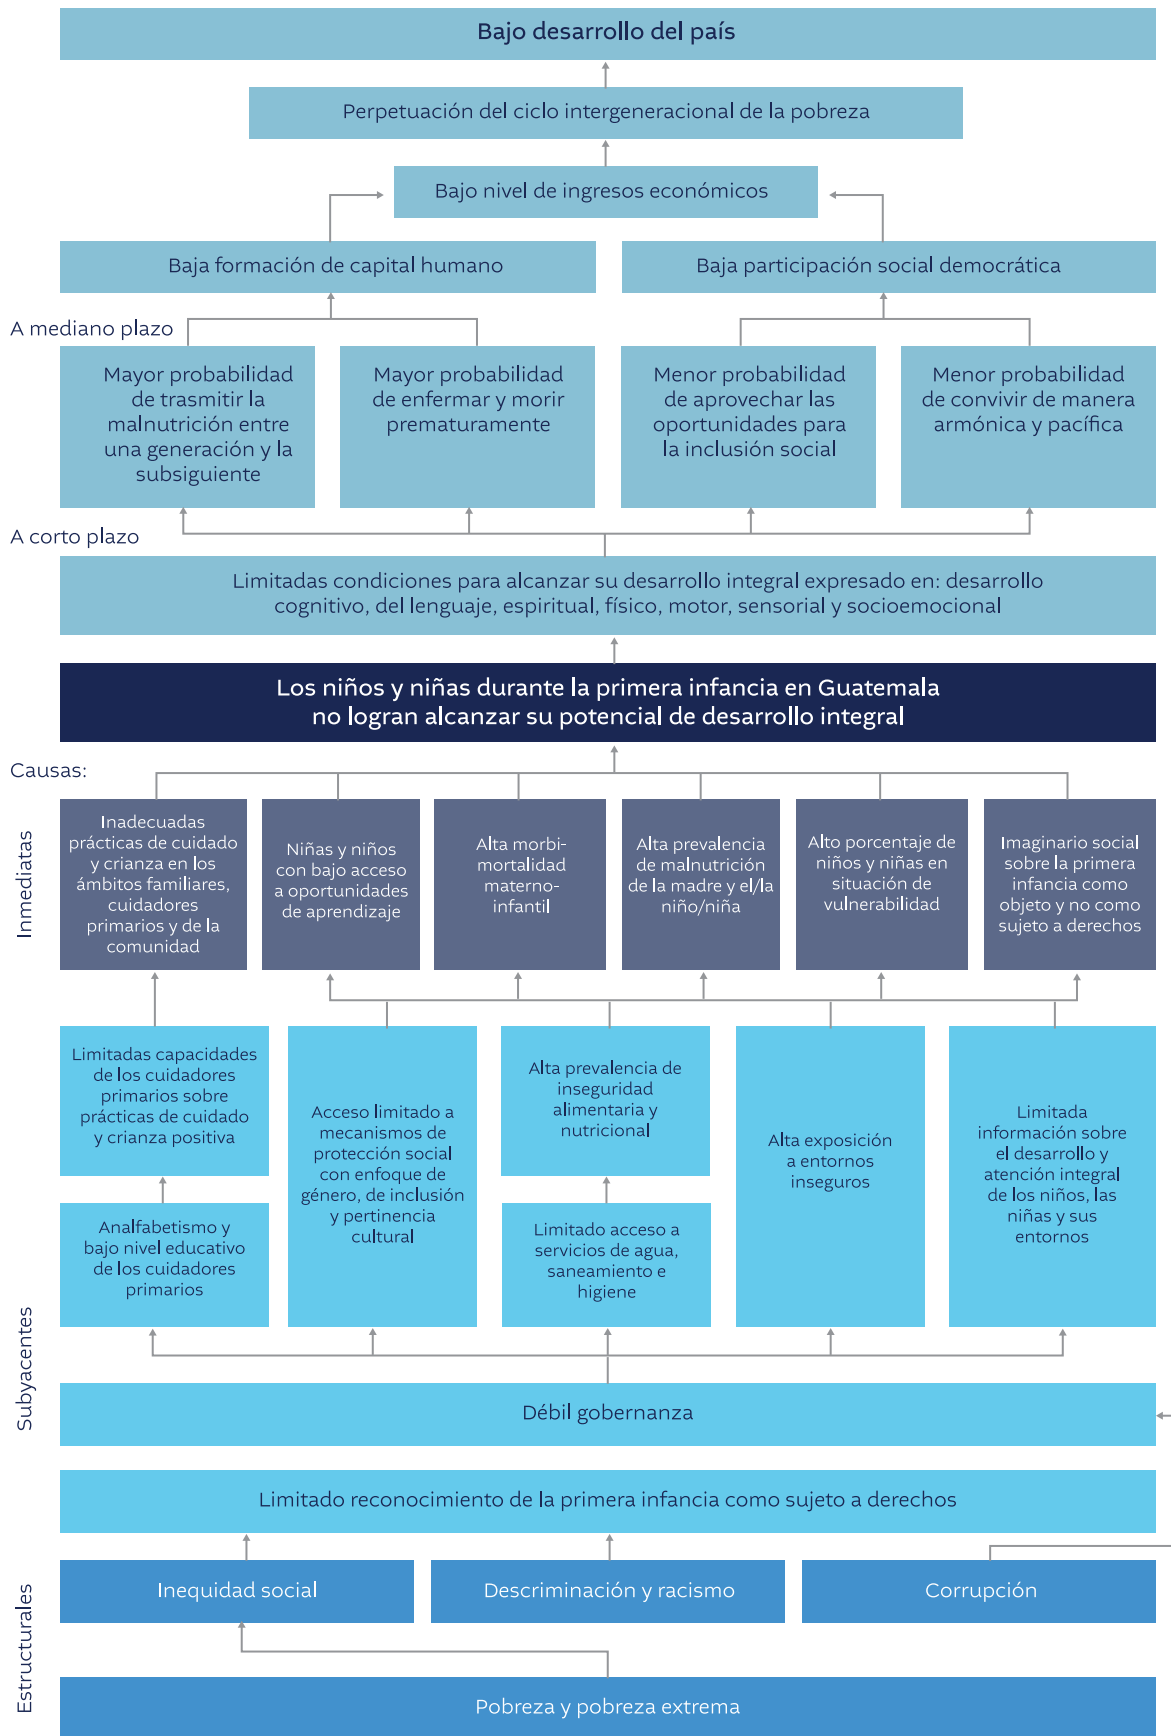 Bajo desarrollo del país
Perpetuación del ciclo intergeneracional de la pobreza
Bajo nivel de ingresos económicos
Baja formación de capital humano
Baja participación social democrática
A mediano plazo
Mayor probabilidad
de trasmitir la
malnutrición entre
una generación y la
subsiguiente
Mayor probabilidad
de enfermar y morir
prematuramente
Menor probabilidad
de aprovechar las
oportunidades para
la inclusión social
Menor probabilidad
de convivir de manera
armónica y pacífica
A corto plazo
Limitadas condiciones para alcanzar su desarrollo integral expresado en: desarrollo
cognitivo, del lenguaje, espiritual, físico, motor, sensorial y socioemocional
Los niños y niñas durante la primera infancia en Guatemala
no logran alcanzar su potencial de desarrollo integral
Causas:
Inmediatas
Inadecuadas
prácticas de cuidado
y crianza en los
ámbitos familiares,
cuidadores
primarios y de la
comunidad
Niñas y niños
con bajo acceso
a oportunidades
de aprendizaje
Alta morbi-
mortalidad
materno-
infantil
Alta prevalencia
de malnutrición
de la madre y el/la
niño/niña
Alto porcentaje de
niños y niñas en
situación de
vulnerabilidad
Imaginario social
sobre la primera
infancia como
objeto y no como
sujeto a derechos
Subyacentes
Limitadas capacidades
de los cuidadores
primarios sobre
prácticas de cuidado
y crianza positiva
Analfabetismo y
bajo nivel educativo
de los cuidadores
primarios
Acceso limitado a
mecanismos de
protección social
con enfoque de
género, de inclusión
y pertinencia
cultural
Alta prevalencia de
inseguridad
alimentaria y
nutricional
Limitado acceso a
servicios de agua,
saneamiento e
higiene
Alta exposición
a entornos
inseguros
Limitada
información sobre
el desarrollo y
atención integral
de los niños, las
niñas y sus
entornos
Débil gobernanza
Limitado reconocimiento de la primera infancia como sujeto a derechos
Estructurales
Inequidad social
Descriminación y racismo
Corrupción
Pobreza y pobreza extrema